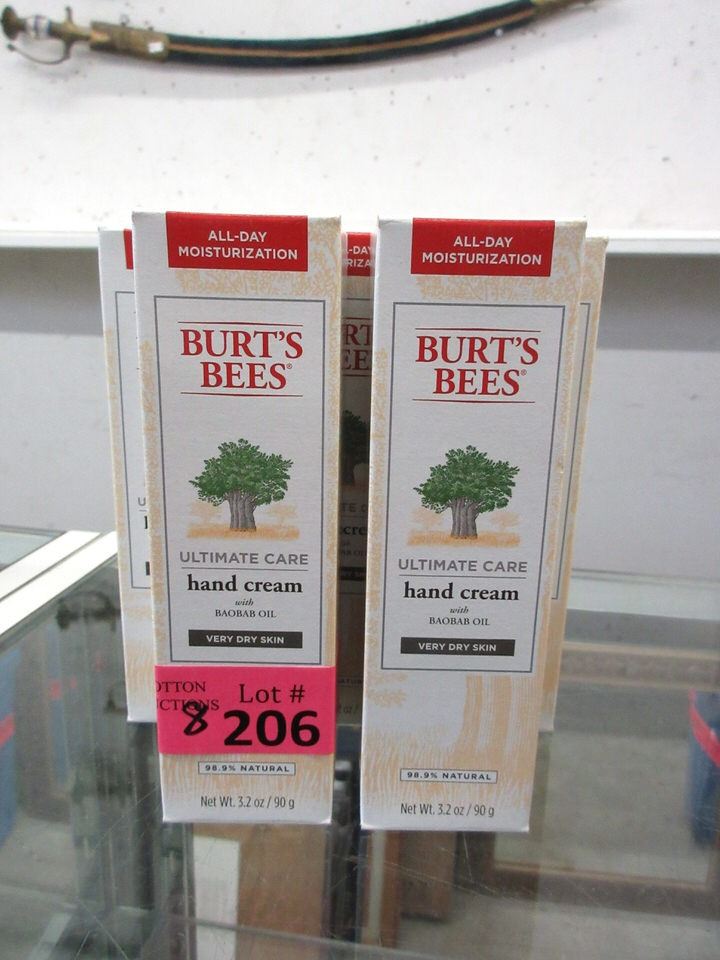 ALL-DAY
MOISTURIZATION
BURT'S
BEES®
ULTIMATE CARE
hand cream
with
BAOBAB OIL
VERY DRY SKIN
OTTON
CTIONS
Lot #
8 206
98.9% NATURAL
Net Wt. 3.2 oz / 90 g
ALL-DAY
MOISTURIZATION
BURT'S
BEES®
ULTIMATE CARE
hand cream
with
BAOBAB OIL
VERY DRY SKIN
98.9% NATURAL
Net Wt. 3.2 oz / 90 g